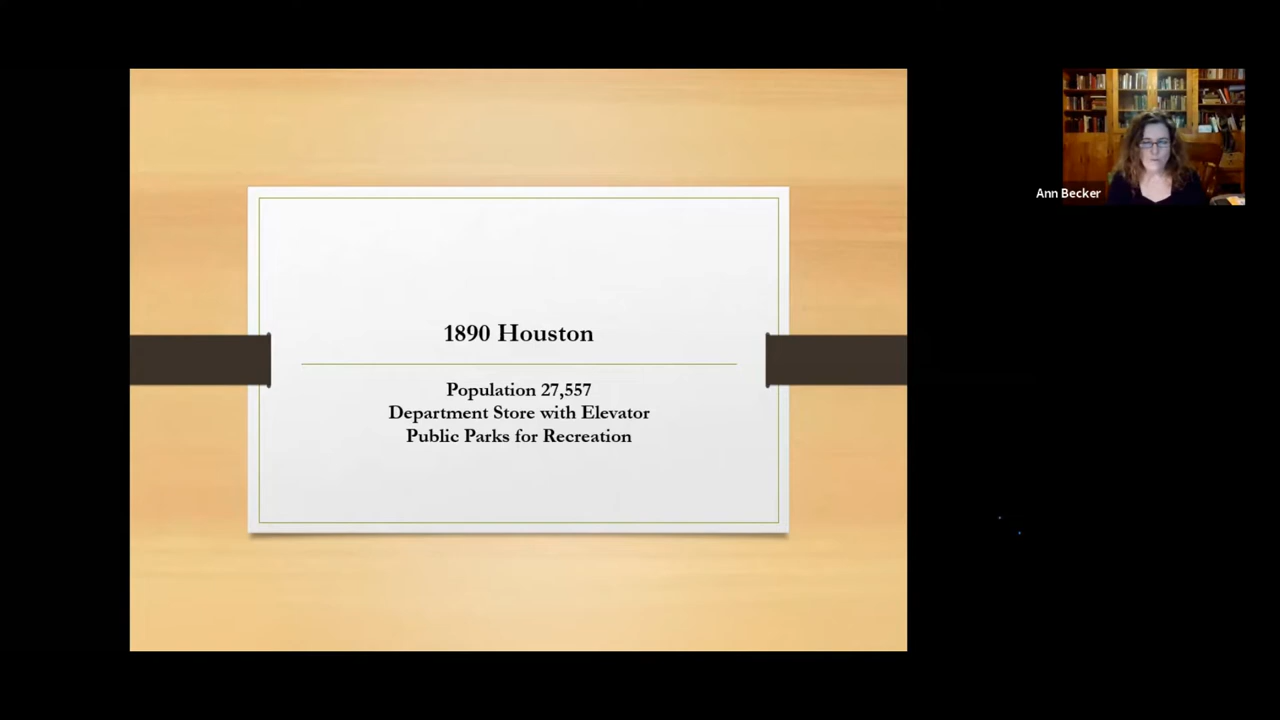 1890 Houston
Population 27,557
Department Store with Elevator
Public Parks for Recreation
Ann Becker